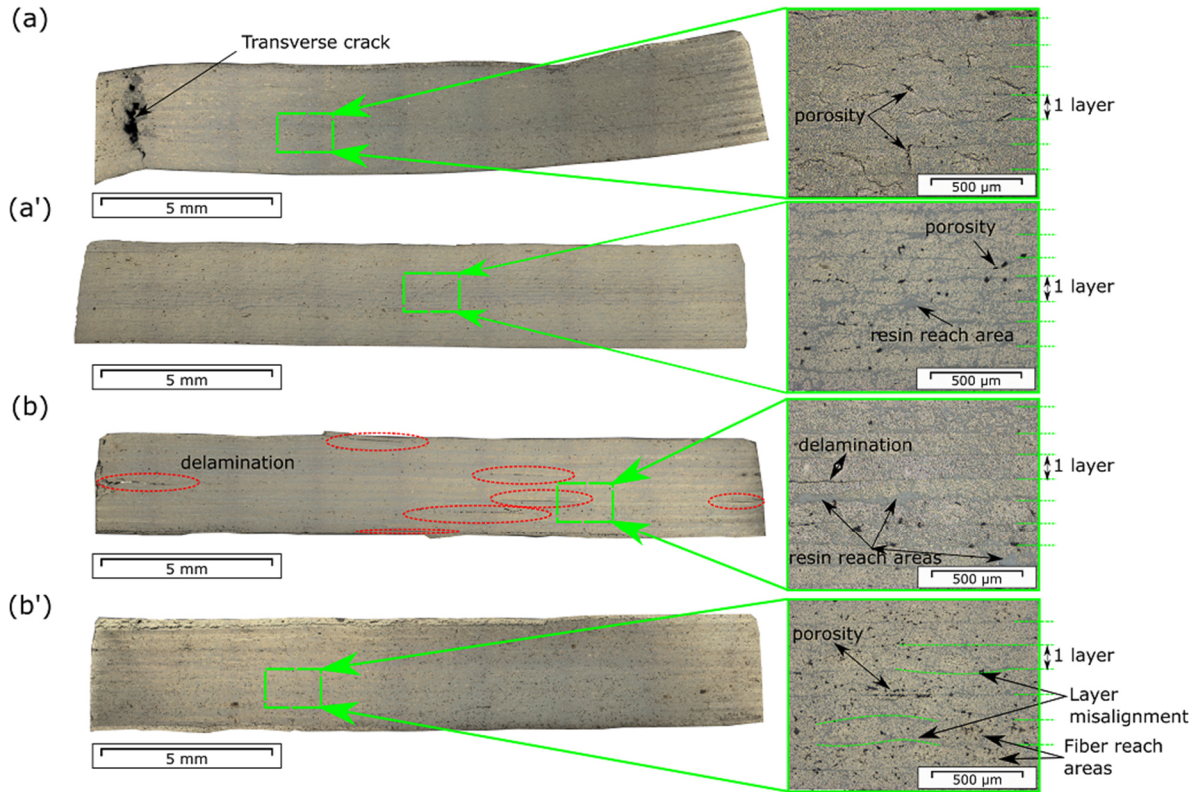 (a)
Transverse crack
5 mm
porosity
1 layer
500 µm
(a')
5 mm
porosity
1 layer
resin reach area
500 µm
(b)
delamination
5 mm
delamination
1 layer
resin reach areas
500 µm
(b')
5 mm
porosity
1 layer
Layer
misalignment
Fiber reach
areas
500 µm